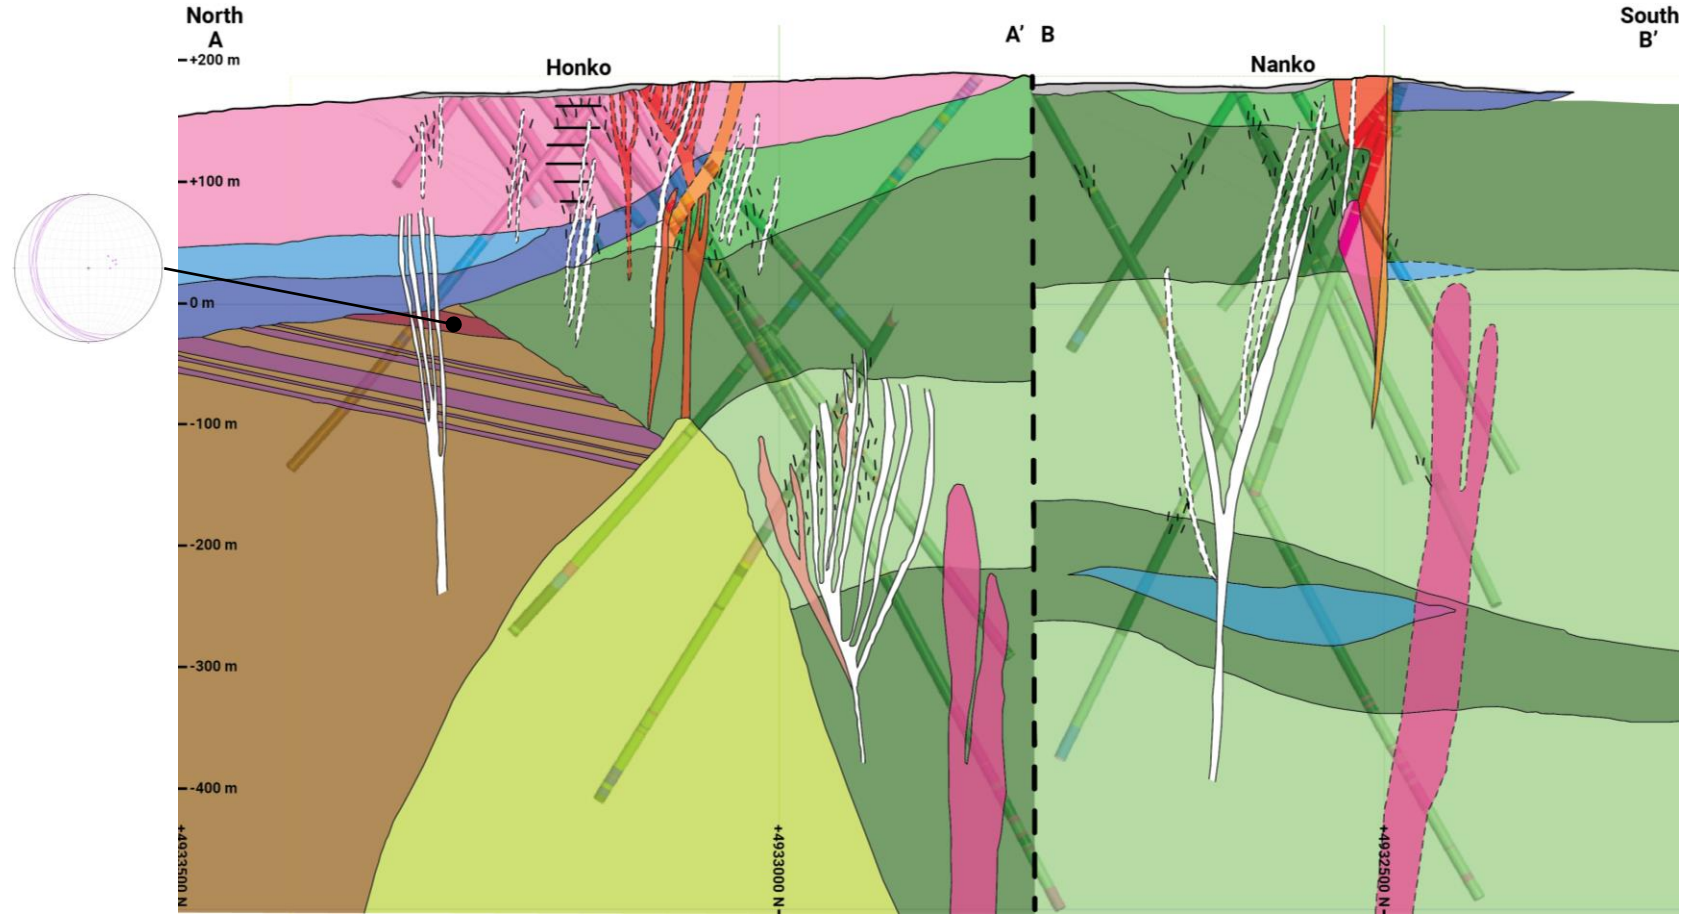 North
A
A’ B
South
B’
+200 m
Honko
Nanko
+100 m
0 m
-100 m
-200 m
-300 m
-400 m
+4933500 N
+4933000 N
+4932500 N